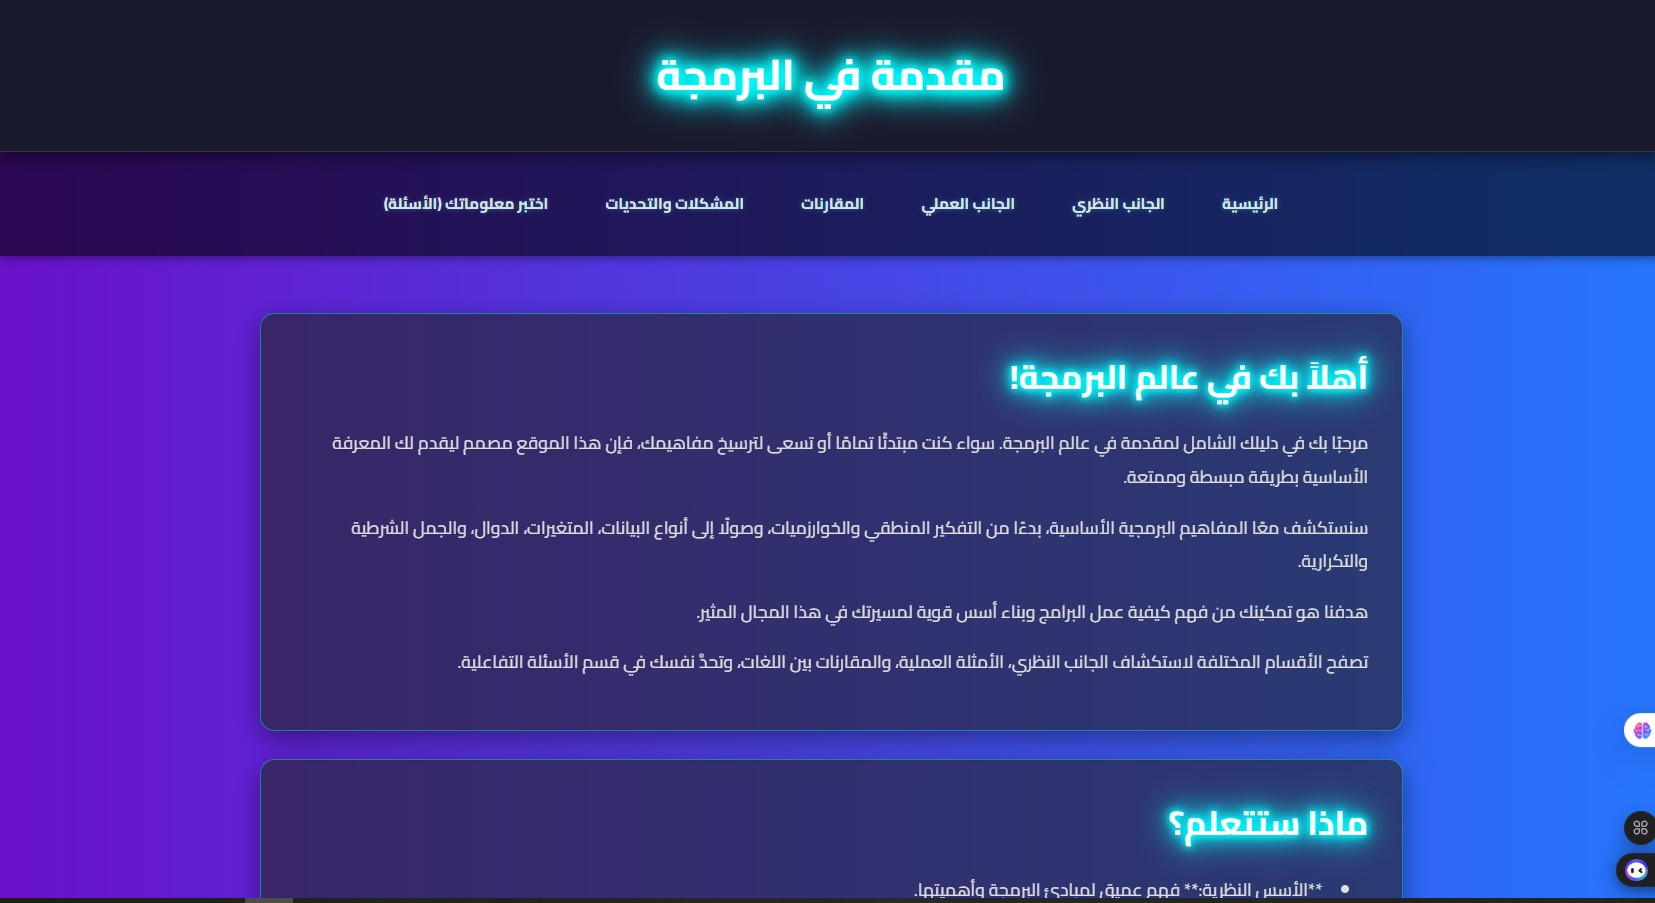 مقدمة في البرمجة
الرئيسية
الجانب النظري
الجانب العملي
المقارنات
المشكلات والتحديات
اختبر معلوماتك (الأسئلة)
أهلاً بك في عالم البرمجة!
مرحبًا بك في دليلك الشامل لمقدمة في عالم البرمجة. سواء كنت مبتدئًا تمامًا أو تسعى لترسيخ مفاهيمك، فإن هذا الموقع مصمم ليقدم لك المعرفة
الأساسية بطريقة مبسطة وممتعة.
سنستكشف معًا المفاهيم البرمجية الأساسية، بدءًا من التفكير المنطقي والخوارزميات، وصولًا إلى أنواع البيانات، المتغيرات، الدوال، والجمل الشرطية
والتكرارية.
هدفنا هو تمكينك من فهم كيفية عمل البرامج وبناء أسس قوية لمسيرتك في هذا المجال المثير.
تصفح الأقسام المختلفة لاستكشاف الجانب النظري، الأمثلة العملية، والمقارنات بين اللغات، وتحدَّ نفسك في قسم الأسئلة التفاعلية.
ماذا ستتعلم؟
**الأسس النظرية:** فهم عميق لمبادئ البرمجة وأهميتها.